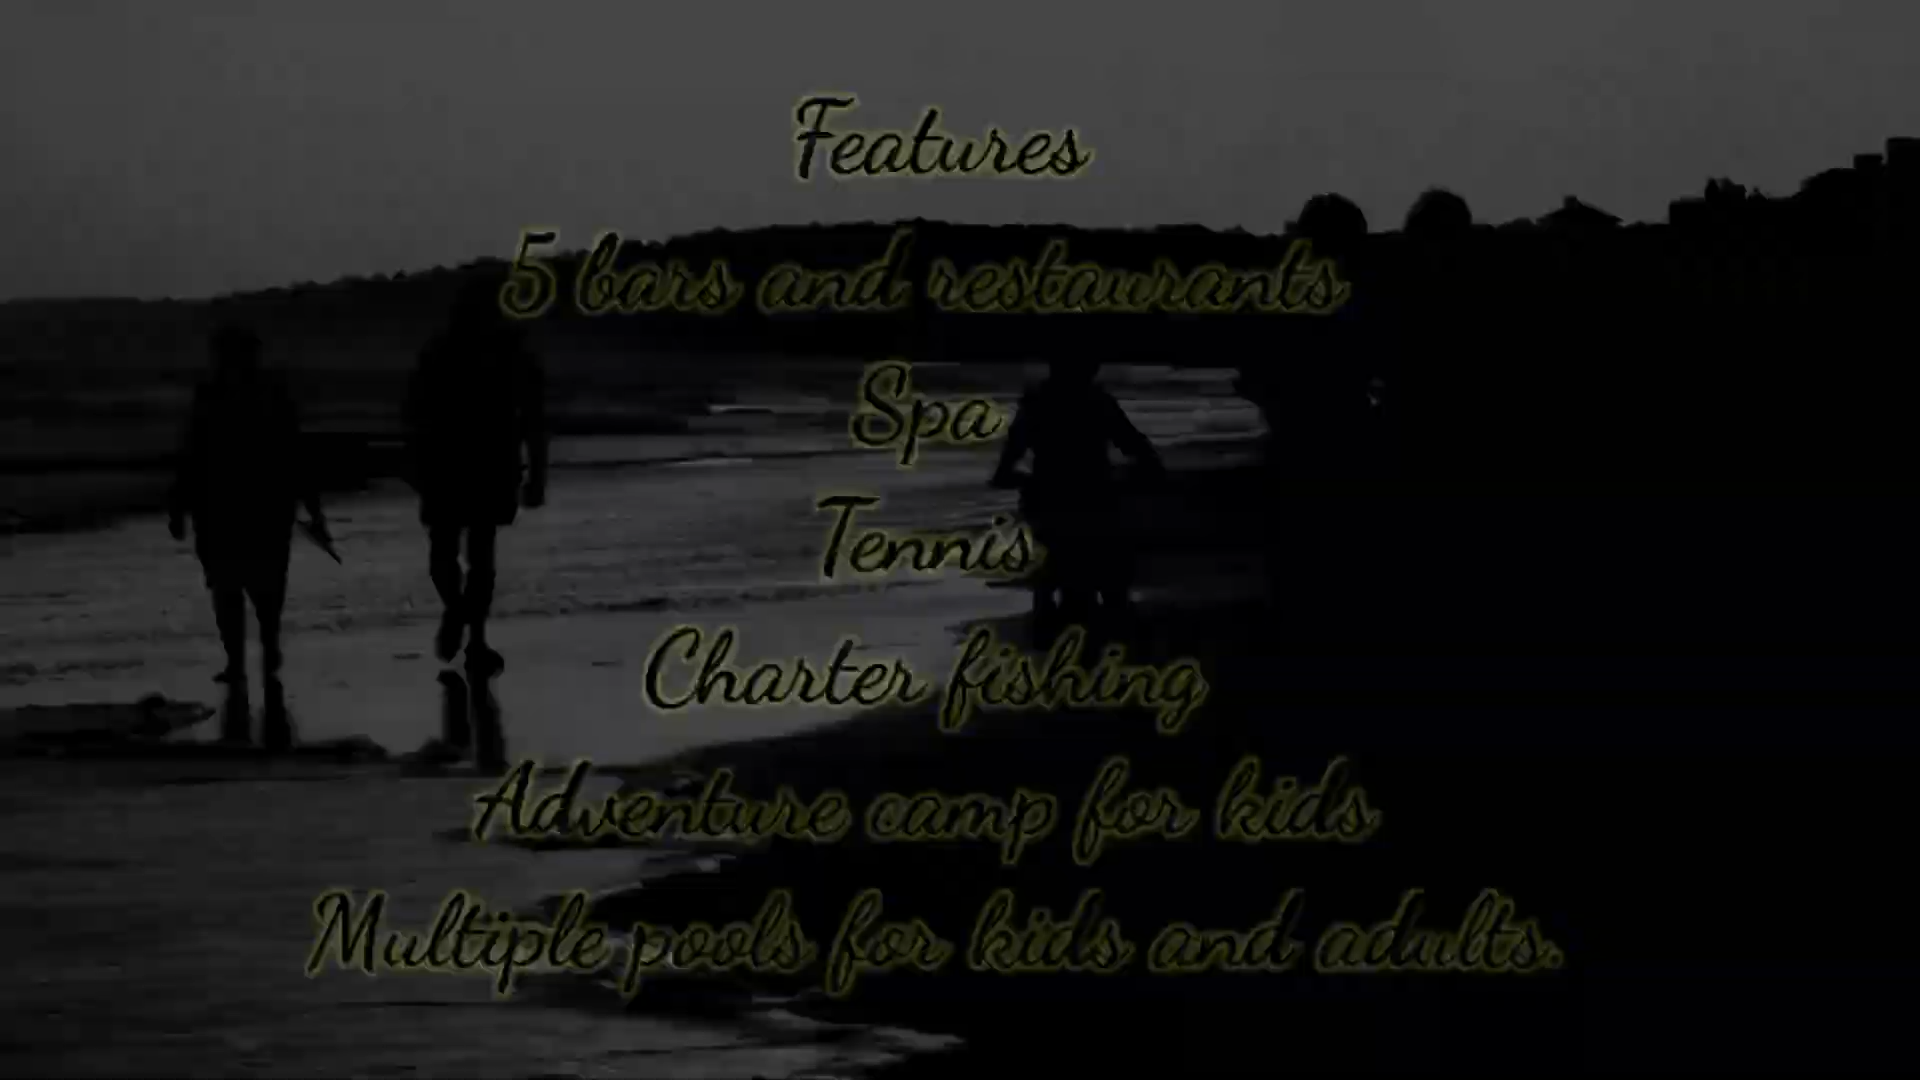 Features
5 bars and restaurants
Spa
Tennis
Charter fishing
Adventure camp for kids
Multiple pools for kids and adults.